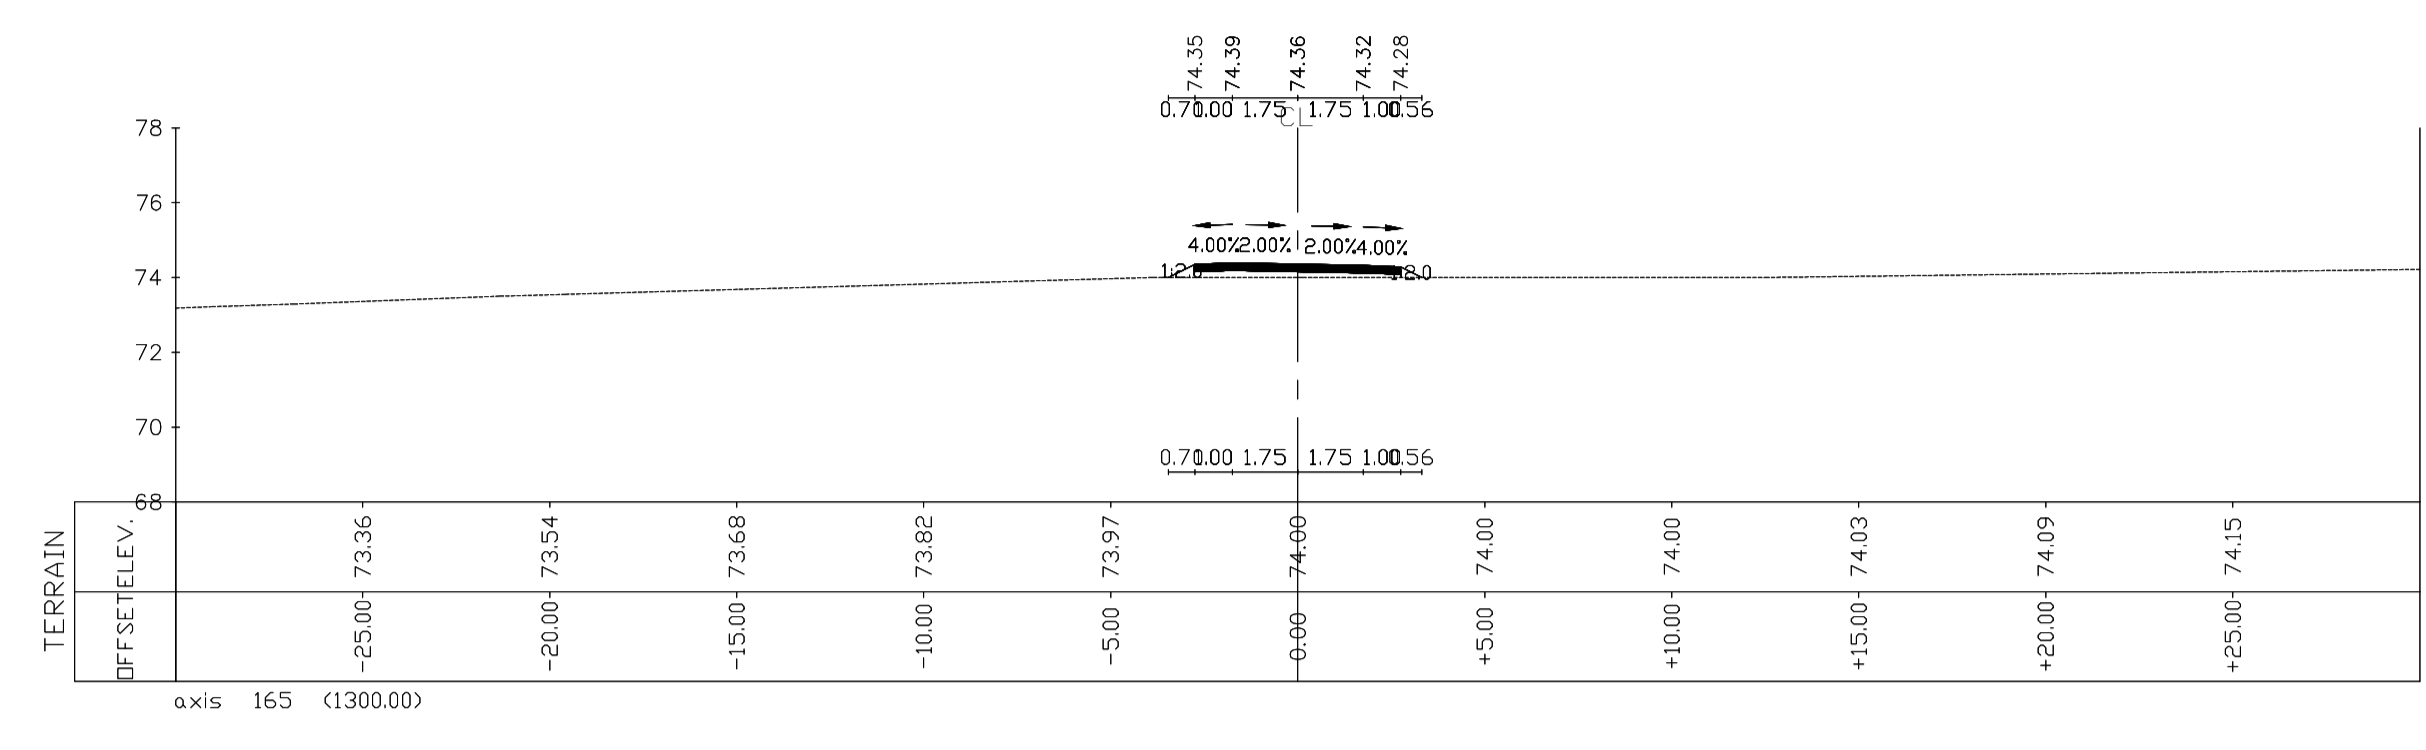 74.35 74.39 74.36 74.32 74.28
0.70 1.00 1.75 1.75 1.00 0.56
CL
78
76
4.00% 2.00% 2.00% 4.00%
1:2.0 1:2.0
74
72
70
0.70 1.00 1.75 1.75 1.00 0.56
68
TERRAIN
ELEV. 73.36 73.54 73.68 73.82 73.97 74.00 74.00 74.00 74.03 74.09 74.15
OFFSET -25.00 -20.00 -15.00 -10.00 -5.00 0.00 +5.00 +10.00 +15.00 +20.00 +25.00
axis 165 (1300.00)